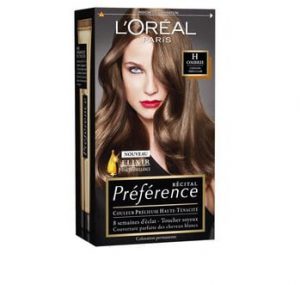 L'ORÉAL
PARIS
H
OMBRIE
NOUVEAU
ELIXIR
RÉCITAL
Préférence
COULEUR PRÉCIEUSE HAUTE-TÉNACITÉ
8 semaines d'éclat - Toucher soyeux
Couverture parfaite des cheveux blancs
Coloration permanente